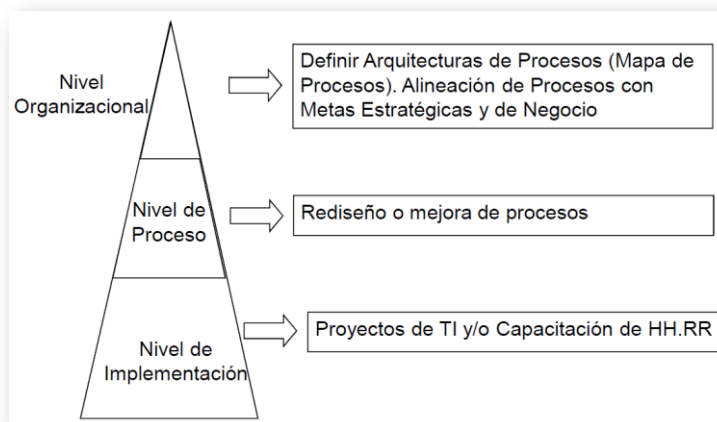 Nivel
Organizacional
Definir Arquitecturas de Procesos (Mapa de
Procesos). Alineación de Procesos con
Metas Estratégicas y de Negocio
Nivel de
Proceso
Rediseño o mejora de procesos
Nivel de
Implementación
Proyectos de TI y/o Capacitación de HH.RR